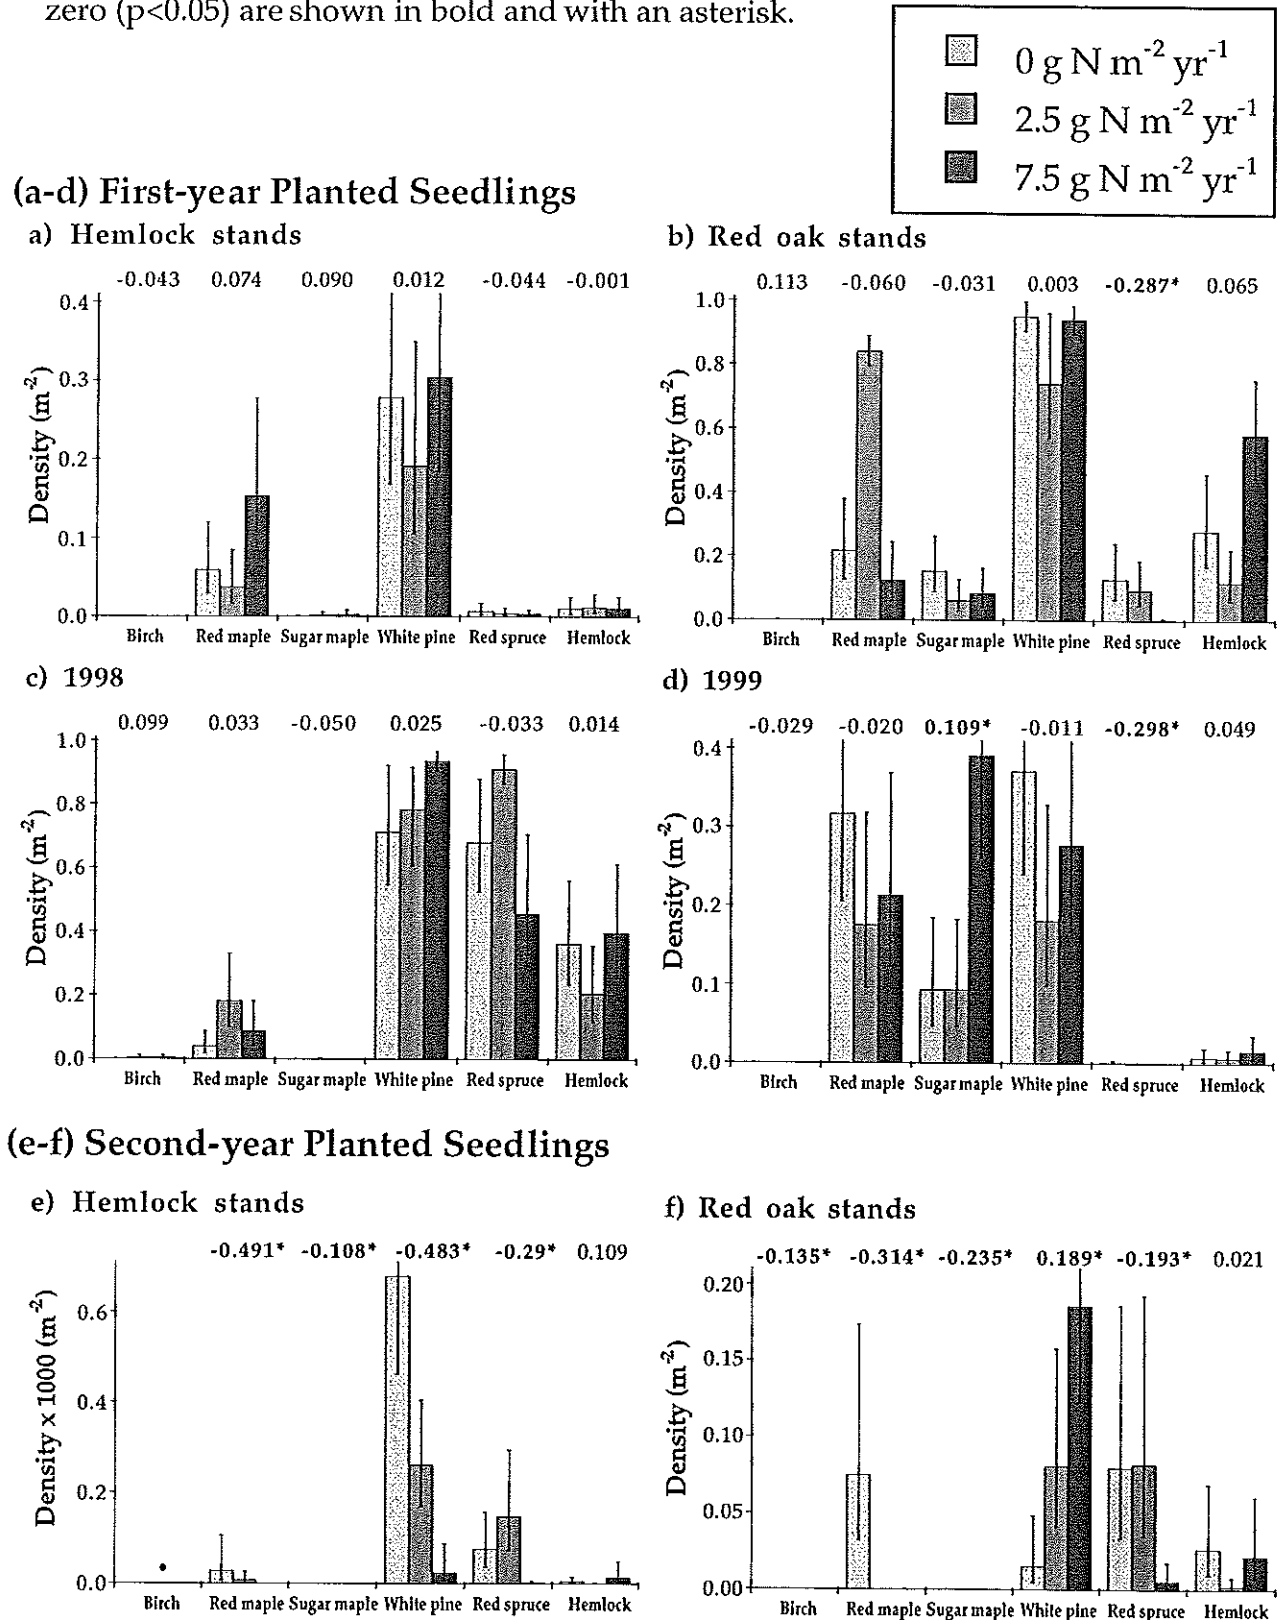 zero (p<0.05) are shown in bold and with an asterisk.
0 g N m⁻² yr⁻¹
2.5 g N m⁻² yr⁻¹
7.5 g N m⁻² yr⁻¹
(a-d) First-year Planted Seedlings
a) Hemlock stands
-0.043 0.074 0.090 0.012 -0.044 -0.001
Density (m⁻²)
0.4
0.3
0.2
0.1
0.0
Birch Red maple Sugar maple White pine Red spruce Hemlock
b) Red oak stands
0.113 -0.060 -0.031 0.003 -0.287* 0.065
Density (m⁻²)
1.0
0.8
0.6
0.4
0.2
0.0
Birch Red maple Sugar maple White pine Red spruce Hemlock
c) 1998
0.099 0.033 -0.050 0.025 -0.033 0.014
Density (m⁻²)
1.0
0.8
0.6
0.4
0.2
0.0
Birch Red maple Sugar maple White pine Red spruce Hemlock
d) 1999
-0.029 -0.020 0.109* -0.011 -0.298* 0.049
Density (m⁻²)
0.4
0.3
0.2
0.1
0.0
Birch Red maple Sugar maple White pine Red spruce Hemlock
(e-f) Second-year Planted Seedlings
e) Hemlock stands
-0.491* -0.108* -0.483* -0.29* 0.109
Density x 1000 (m⁻²)
0.6
0.4
0.2
0.0
Birch Red maple Sugar maple White pine Red spruce Hemlock
f) Red oak stands
-0.135* -0.314* -0.235* 0.189* -0.193* 0.021
Density (m⁻²)
0.20
0.15
0.10
0.05
0.00
Birch Red maple Sugar maple White pine Red spruce Hemlock